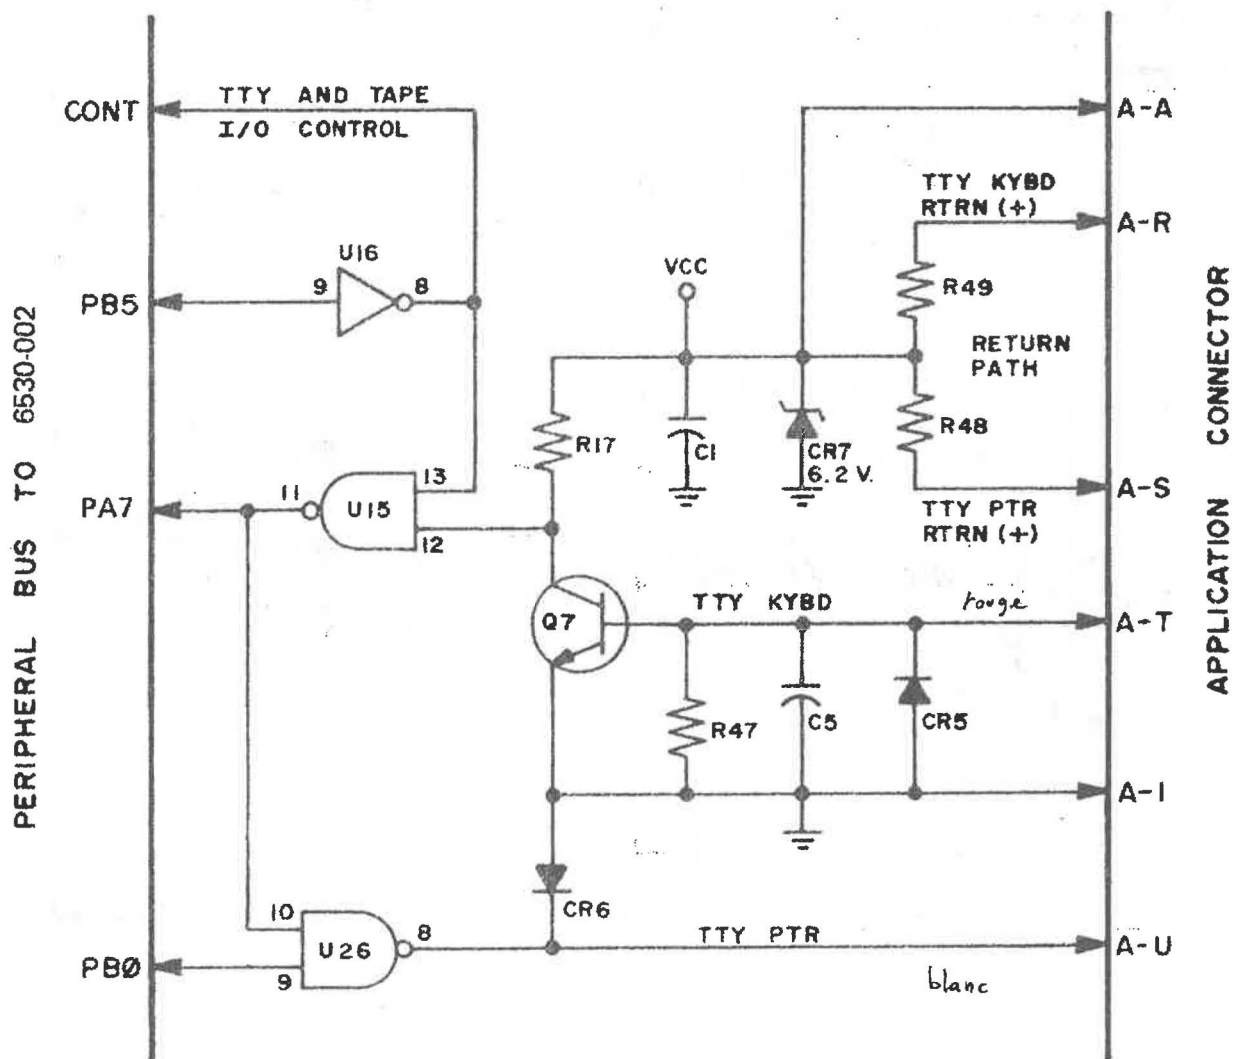 CONT
TTY AND TAPE
I/O CONTROL
A-A
TTY KYBD
RTRN (+)
A-R
U16
9
8
PB5
VCC
R49
RETURN
PATH
R17
C1
CR7
6.2 V.
R48
PA7
11
U15
13
12
A-S
TTY PTR
RTRN (+)
Q7
TTY KYBD
rouge
A-T
R47
C5
CR5
A-1
CR6
10
U26
8
9
PBØ
TTY PTR
A-U
blanc
PERIPHERAL BUS TO 6530-002
APPLICATION CONNECTOR